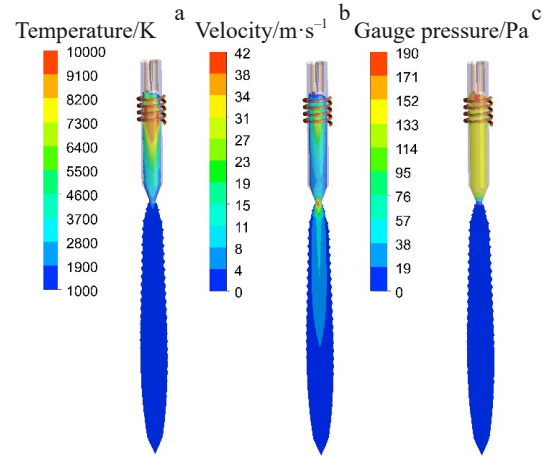 a b c
Temperature/K Velocity/m·s⁻¹ Gauge pressure/Pa
10000 42 190
9100 38 171
8200 34 152
7300 31 133
6400 27 114
5500 23 95
4600 19 76
3700 15 57
2800 11 38
1900 8 19
1000 4 0
0